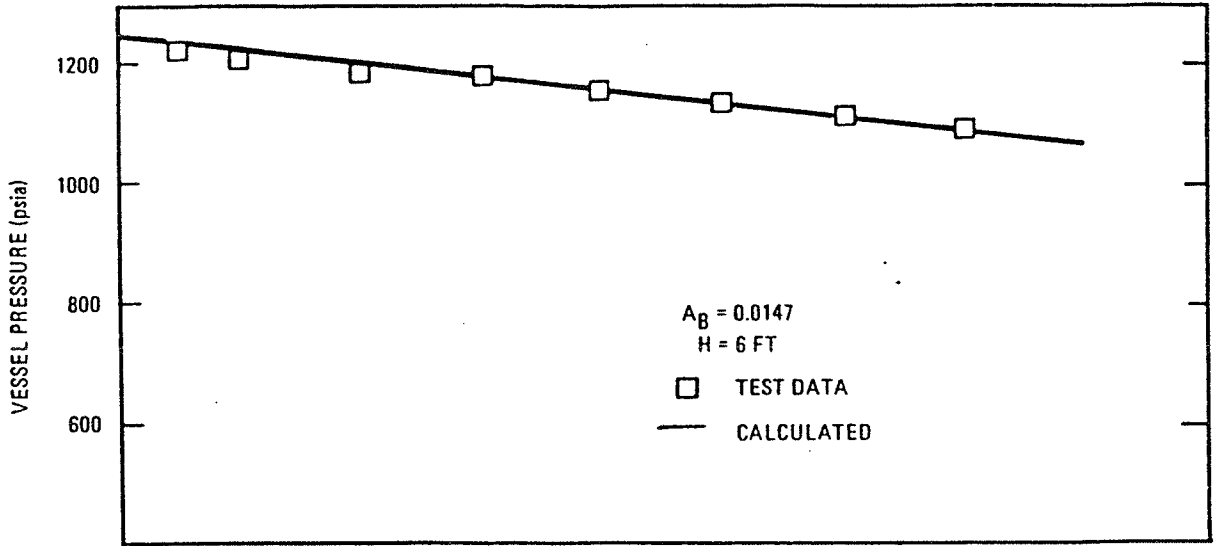 VESSEL PRESSURE (psia)
1200
1000
800
600
A_B = 0.0147
H = 6 FT
TEST DATA
CALCULATED